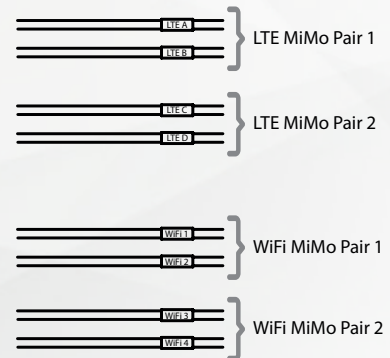 LTE A
LTE B
LTE MiMo Pair 1
LTE C
LTE D
LTE MiMo Pair 2
WiFi 1
WiFi 2
WiFi MiMo Pair 1
WiFi 3
WiFi 4
WiFi MiMo Pair 2